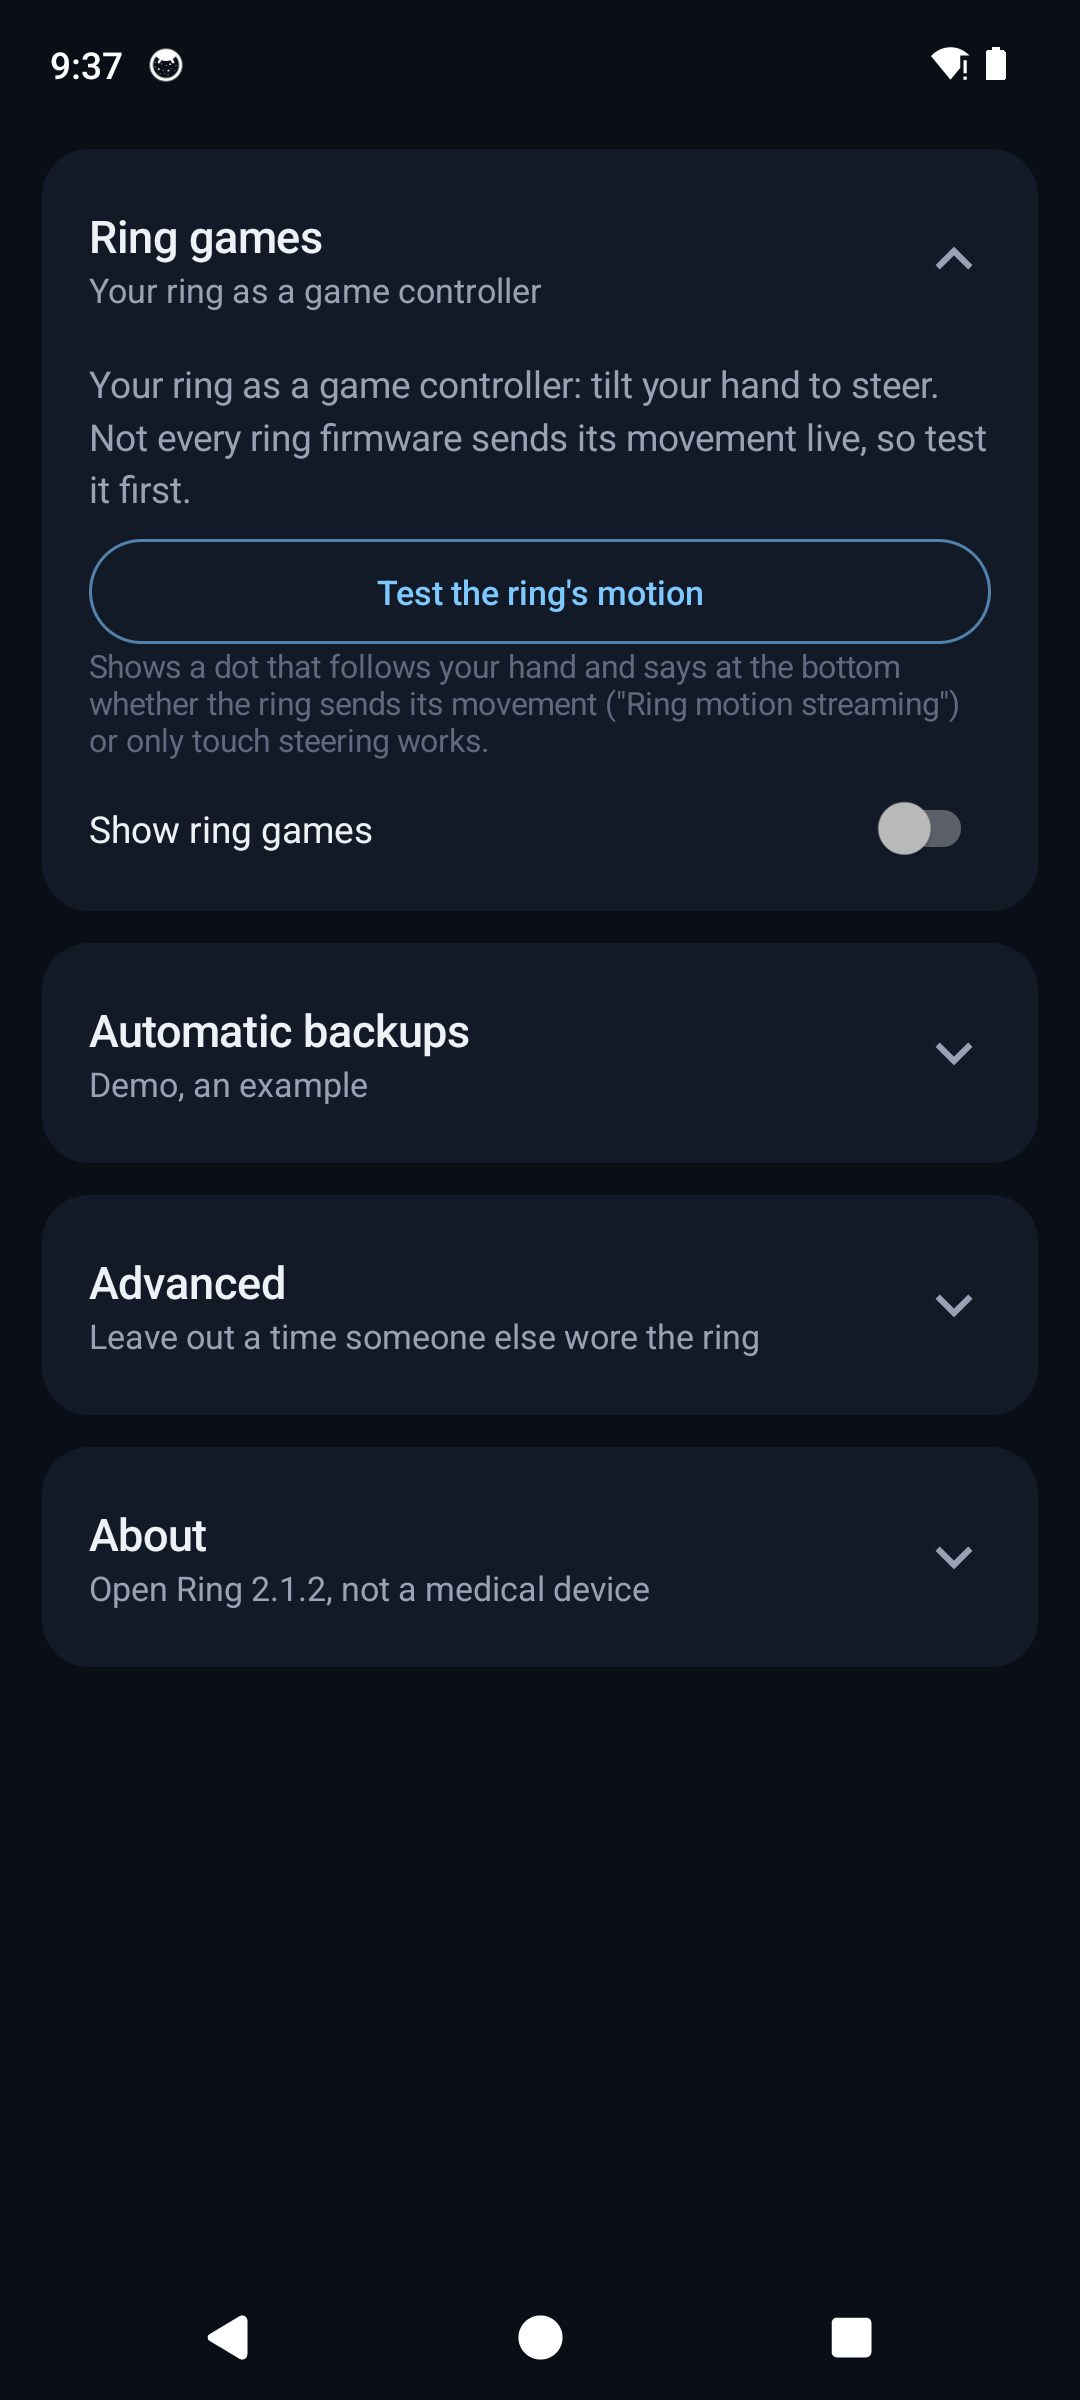 9:37
Ring games
Your ring as a game controller
Your ring as a game controller: tilt your hand to steer.
Not every ring firmware sends its movement live, so test
it first.
Test the ring's motion
Shows a dot that follows your hand and says at the bottom
whether the ring sends its movement ("Ring motion streaming")
or only touch steering works.
Show ring games
Automatic backups
Demo, an example
Advanced
Leave out a time someone else wore the ring
About
Open Ring 2.1.2, not a medical device